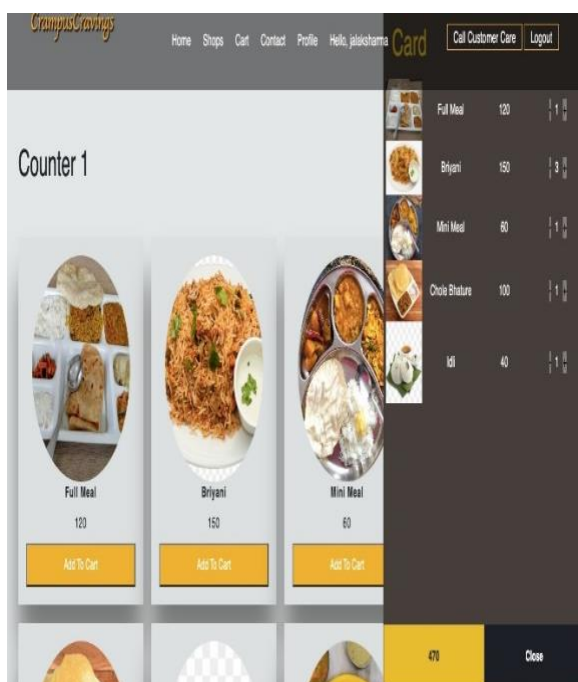 CrampusCravings
Home Shops Cart Contact Profile Hello, jalaksharma
Card
Call Customer Care Logout
Full Meal 120 1
Briyani 150 3
Mini Meal 60 1
Chole Bhature 100 1
Idli 40 1
Counter 1
Full Meal
120
Add To Cart
Briyani
150
Add To Cart
Mini Meal
60
Add To Cart
470 Close